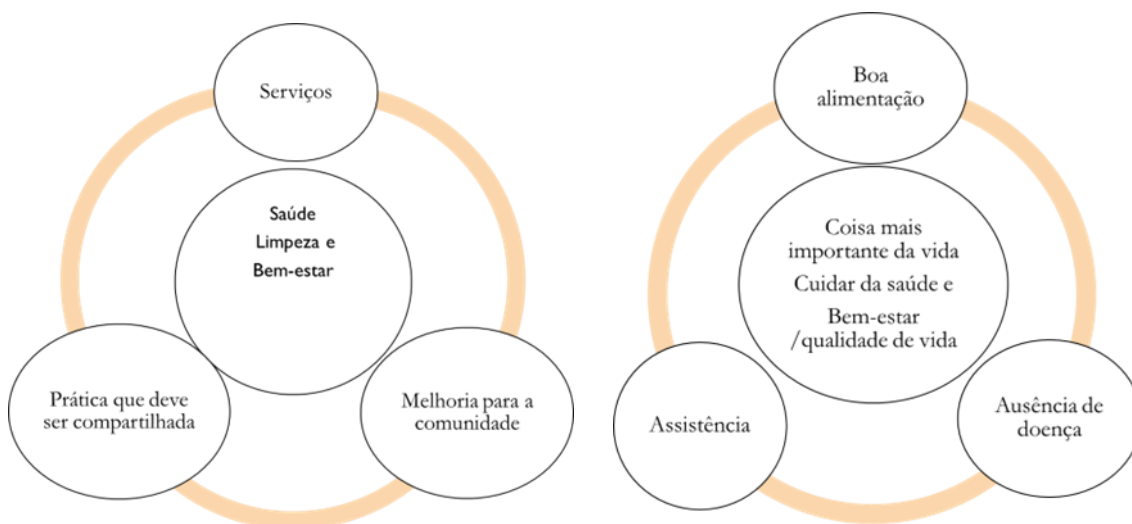 Serviços
Saúde
Limpeza e
Bem-estar
Prática que deve
ser compartilhada
Melhoria para a
comunidade
Boa
alimentação
Coisa mais
importante da vida
Cuidar da saúde e
Bem-estar
/qualidade de vida
Assistência
Ausência de
doença